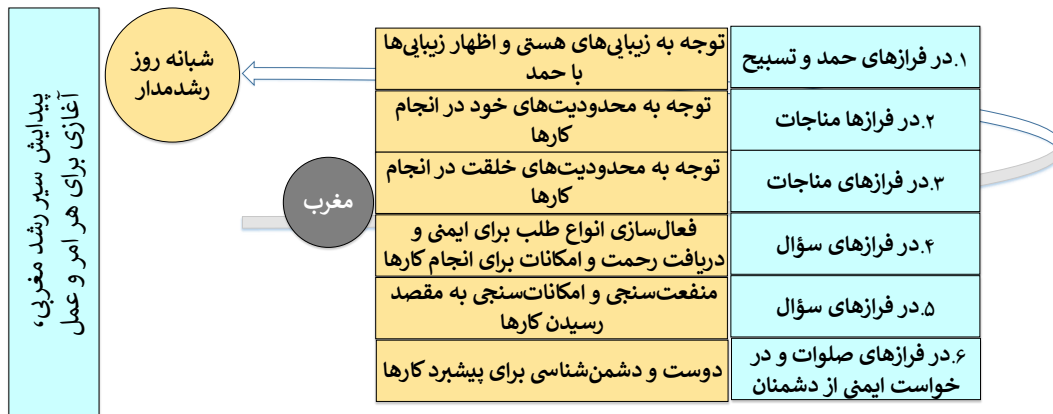 پیدایش سیر رشد مغربی،
آغازی برای هر امر و عمل
شبانه روز
رشدمدار
مغرب
۱.در فرازهای حمد و تسبیح
توجه به زیبایی‌های هستی و اظهار زیبایی‌ها
با حمد
۲.در فرازها مناجات
توجه به محدودیت‌های خود در انجام
کارها
۳.در فرازهای مناجات
توجه به محدودیت‌های خلقت در انجام
کارها
۴.در فرازهای سؤال
فعال‌سازی انواع طلب برای ایمنی و
دریافت رحمت و امکانات برای انجام کارها
۵.در فرازهای سؤال
منفعت‌سنجی و امکانات‌سنجی به مقصد
رسیدن کارها
۶.در فرازهای صلوات و در
خواست ایمنی از دشمنان
دوست و دشمن‌شناسی برای پیشبرد کارها